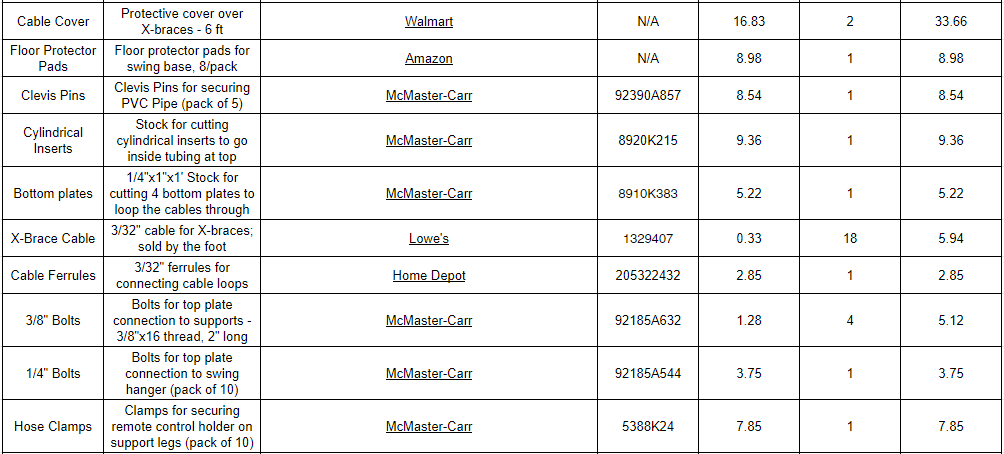 Cable Cover Protective cover over X-braces - 6 ft Walmart N/A 16.83 2 33.66
Floor Protector Pads Floor protector pads for swing base, 8/pack Amazon N/A 8.98 1 8.98
Clevis Pins Clevis Pins for securing PVC Pipe (pack of 5) McMaster-Carr 92390A857 8.54 1 8.54
Cylindrical Inserts Stock for cutting cylindrical inserts to go inside tubing at top McMaster-Carr 8920K215 9.36 1 9.36
Bottom plates 1/4"x1"x1' Stock for cutting 4 bottom plates to loop the cables through McMaster-Carr 8910K383 5.22 1 5.22
X-Brace Cable 3/32" cable for X-braces; sold by the foot Lowe's 1329407 0.33 18 5.94
Cable Ferrules 3/32" ferrules for connecting cable loops Home Depot 205322432 2.85 1 2.85
3/8" Bolts Bolts for top plate connection to supports - 3/8"x16 thread, 2" long McMaster-Carr 92185A632 1.28 4 5.12
1/4" Bolts Bolts for top plate connection to swing hanger (pack of 10) McMaster-Carr 92185A544 3.75 1 3.75
Hose Clamps Clamps for securing remote control holder on support legs (pack of 10) McMaster-Carr 5388K24 7.85 1 7.85